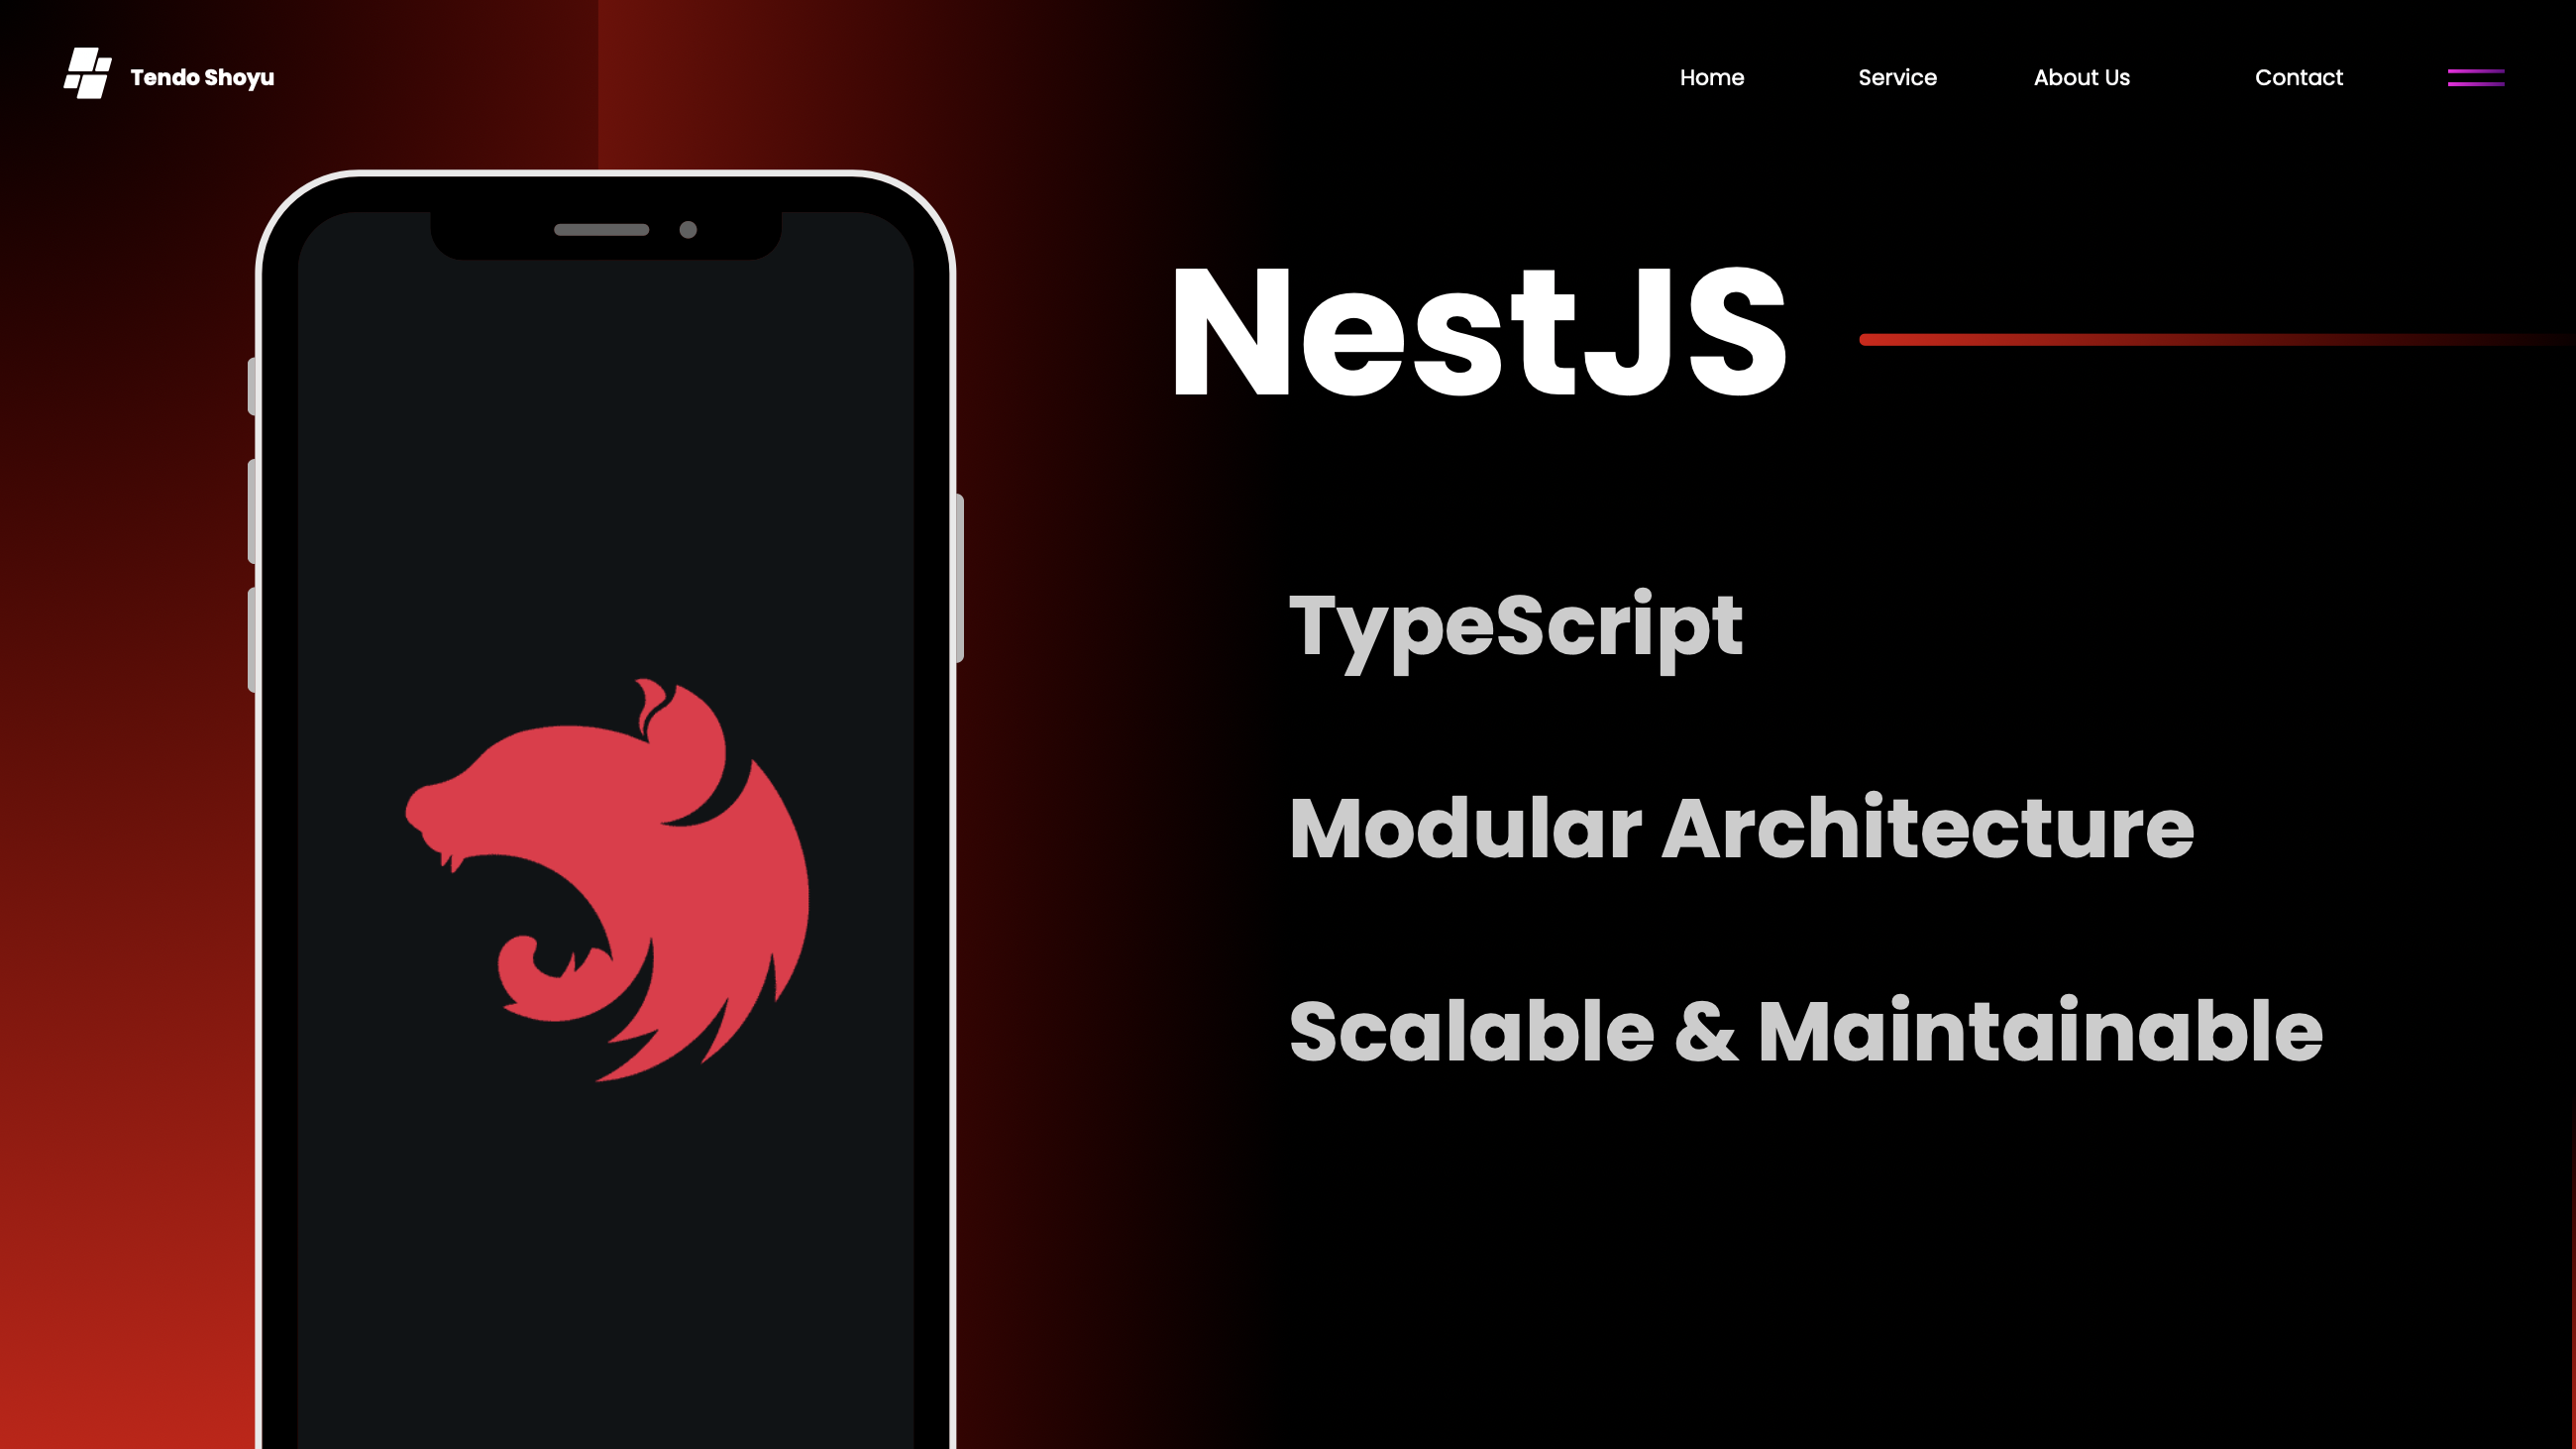 Tendo Shoyu
Home Service About Us Contact
NestJS
TypeScript
Modular Architecture
Scalable & Maintainable